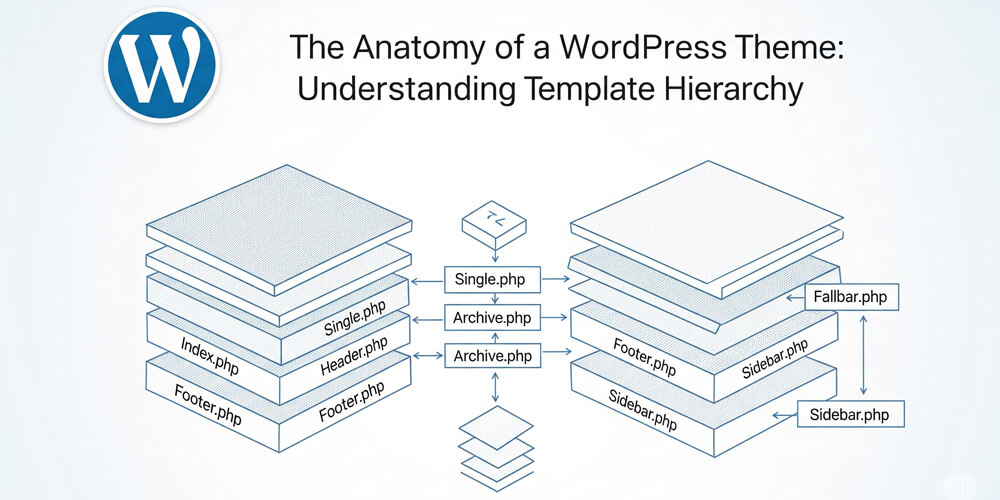 The Anatomy of a WordPress Theme:
Understanding Template Hierarchy
Single.php
Archive.php
Archive.php
Single.php
Index.php
Header.php
Footer.php
Footer.php
Fallbar.php
Footer.php
Sidebar.php
Sidebar.php
Sidebar.php